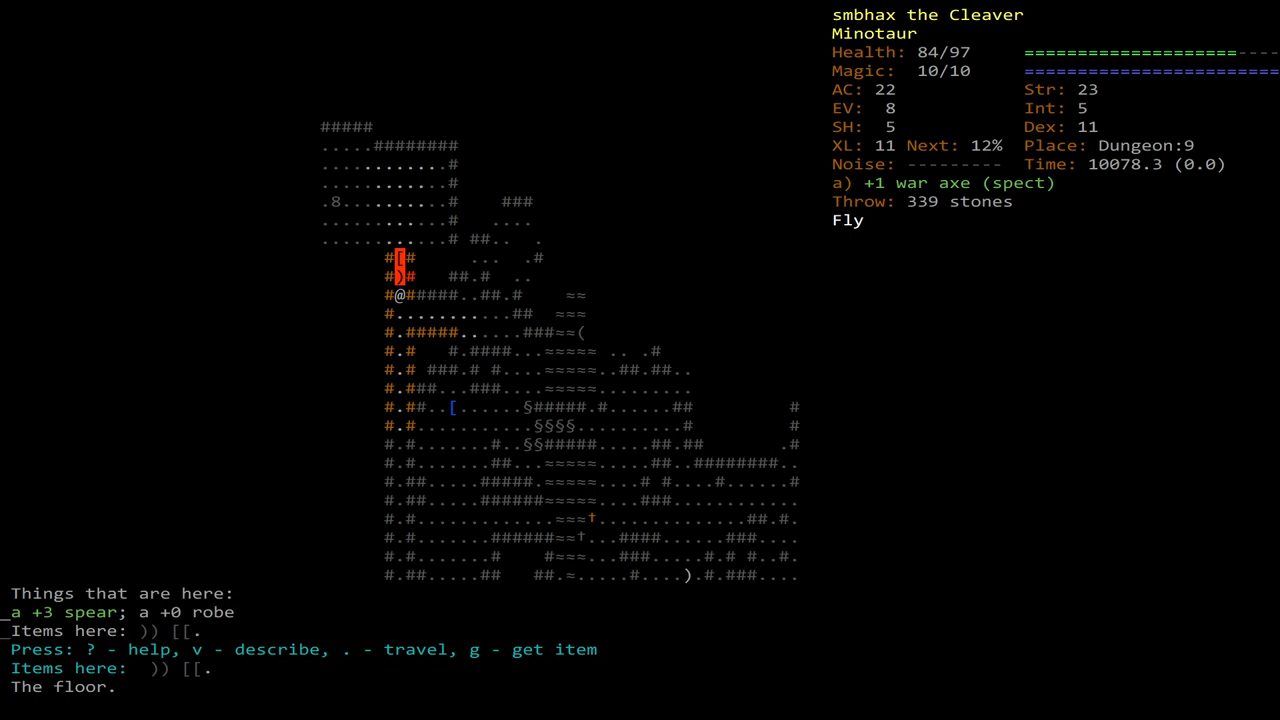 smbhax the Cleaver
Minotaur
Health: 84/97 ====================----
Magic: 10/10 ========================
AC: 22 Str: 23
EV: 8 Int: 5
SH: 5 Dex: 11
XL: 11 Next: 12% Place: Dungeon:9
Noise: --------- Time: 10078.3 (0.0)
a) +1 war axe (spect)
Throw: 339 stones
Fly
Things that are here:
_a +3 spear; a +0 robe
_Items here: )) [[.
Press: ? - help, v - describe, . - travel, g - get item
Items here: )) [[.
The floor.